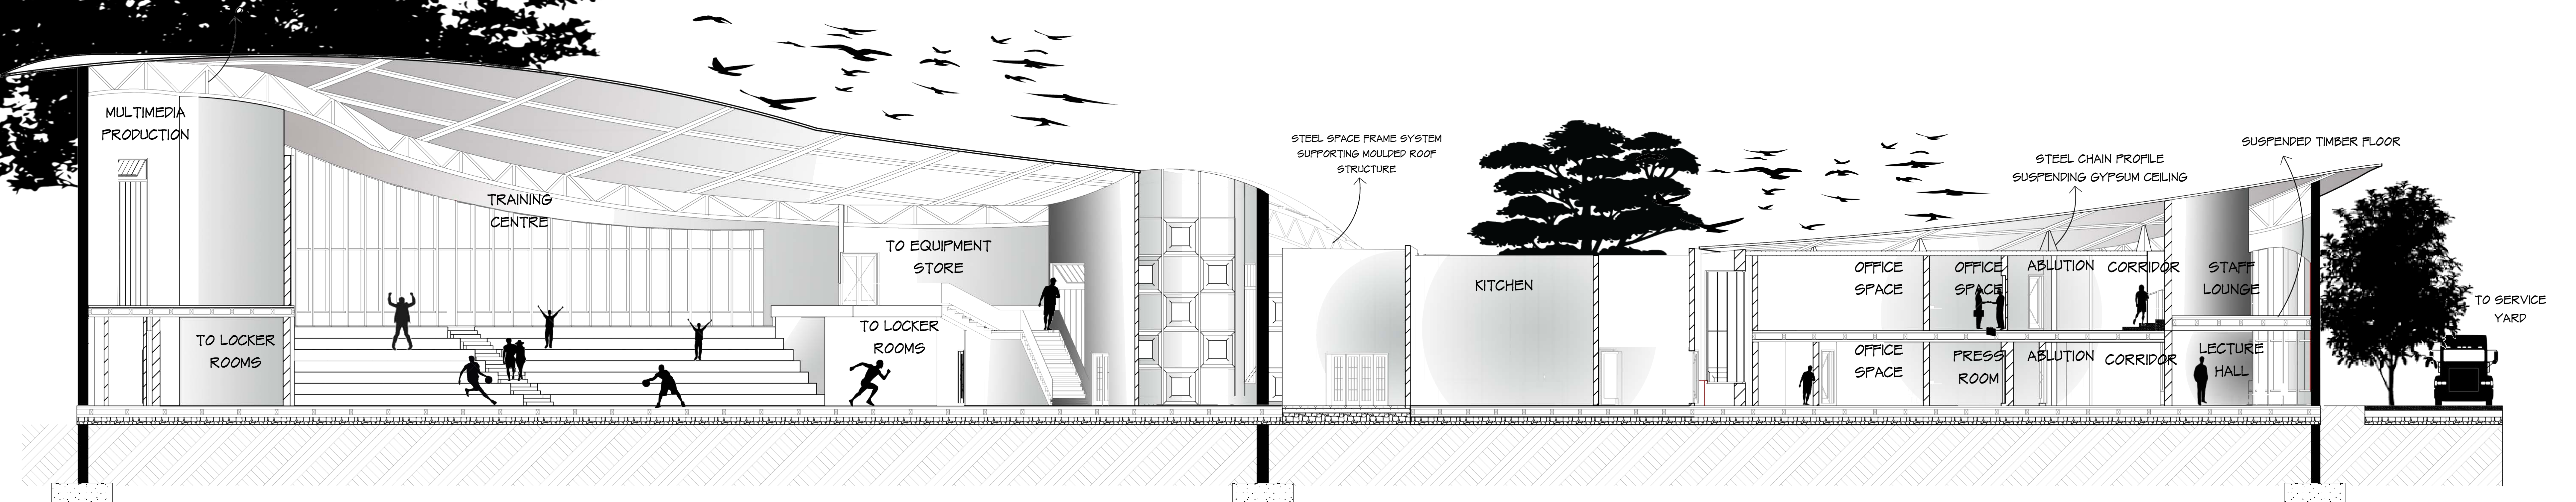 MULTIMEDIA
PRODUCTION
TO LOCKER
ROOMS
TRAINING
CENTRE
TO EQUIPMENT
STORE
TO LOCKER
ROOMS
STEEL SPACE FRAME SYSTEM
SUPPORTING MOULDED ROOF
STRUCTURE
KITCHEN
OFFICE
SPACE
OFFICE
SPACE
ABLUTION
CORRIDOR
STAFF
LOUNGE
OFFICE
SPACE
PRESS
ROOM
ABLUTION
CORRIDOR
LECTURE
HALL
STEEL CHAIN PROFILE
SUSPENDING GYPSUM CEILING
SUSPENDED TIMBER FLOOR
TO SERVICE
YARD